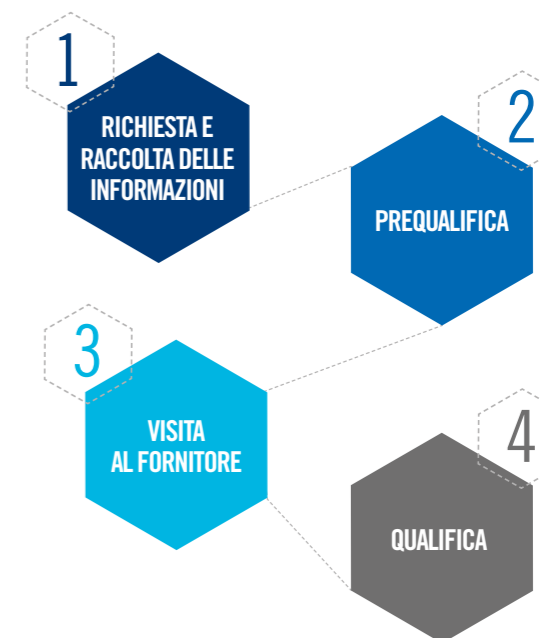 1
RICHIESTA E
RACCOLTA DELLE
INFORMAZIONI
2
PREQUALIFICA
3
VISITA
AL FORNITORE
4
QUALIFICA